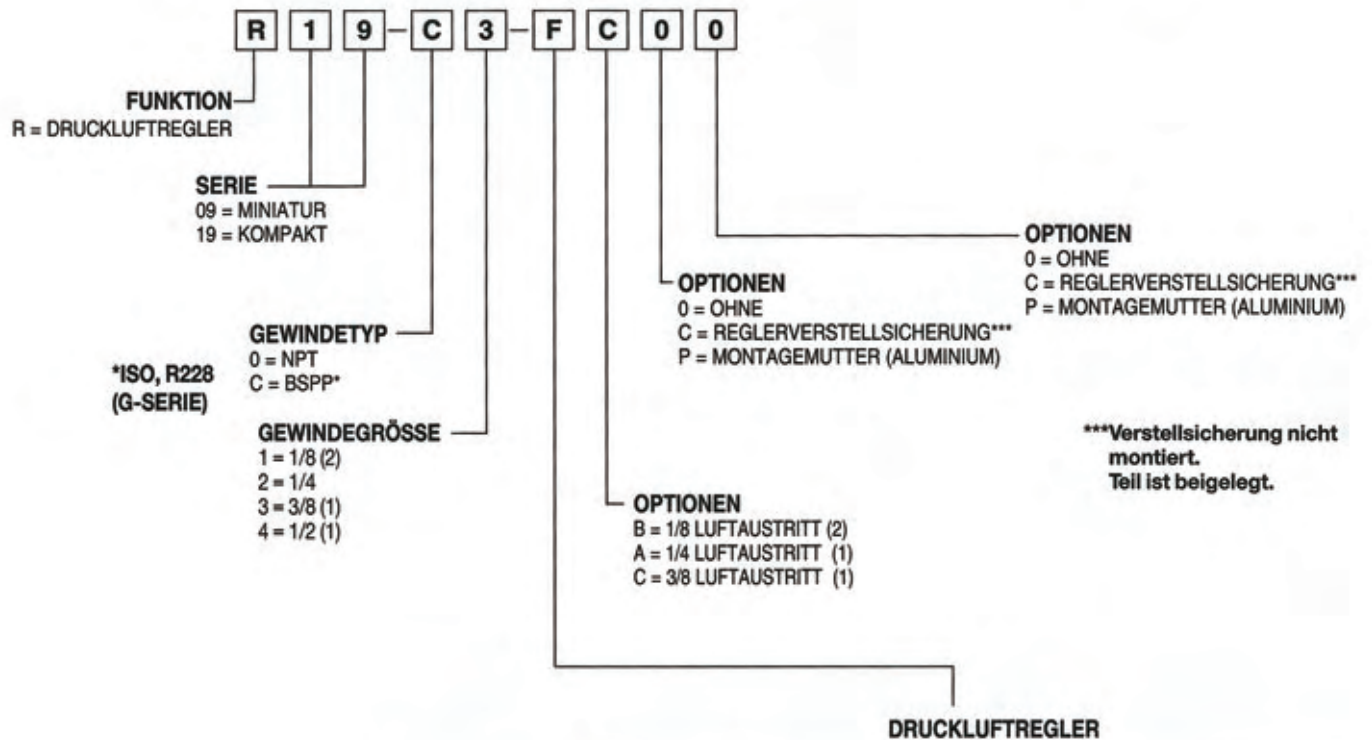 R 1 9 - C 3 - F C 0 0
FUNKTION
R = DRUCKLUFTREGLER
SERIE
09 = MINIATUR
19 = KOMPAKT
GEWINDETYP
0 = NPT
C = BSPP*
*ISO, R228
(G-SERIE)
GEWINDEGRÖSSE
1 = 1/8 (2)
2 = 1/4
3 = 3/8 (1)
4 = 1/2 (1)
OPTIONEN
0 = OHNE
C = REGLERVERSTELLSICHERUNG***
P = MONTAGEMUTTER (ALUMINIUM)
OPTIONEN
0 = OHNE
C = REGLERVERSTELLSICHERUNG***
P = MONTAGEMUTTER (ALUMINIUM)
***Verstellsicherung nicht
montiert.
Teil ist beigelegt.
OPTIONEN
B = 1/8 LUFTAUSTRITT (2)
A = 1/4 LUFTAUSTRITT (1)
C = 3/8 LUFTAUSTRITT (1)
DRUCKLUFTREGLER